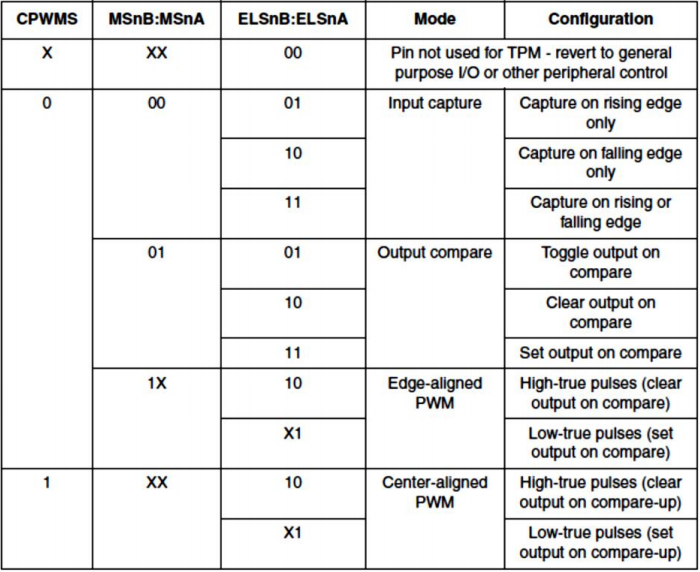 CPWMS MSnB:MSnA ELSnB:ELSnA Mode Configuration
X XX 00 Pin not used for TPM - revert to general
purpose I/O or other peripheral control
0 00 01 Input capture Capture on rising edge
only
10 Capture on falling edge
only
11 Capture on rising or
falling edge
01 01 Output compare Toggle output on
compare
10 Clear output on
compare
11 Set output on compare
1X 10 Edge-aligned High-true pulses (clear
PWM output on compare)
X1 Low-true pulses (set
output on compare)
1 XX 10 Center-aligned High-true pulses (clear
PWM output on compare-up)
X1 Low-true pulses (set
output on compare-up)